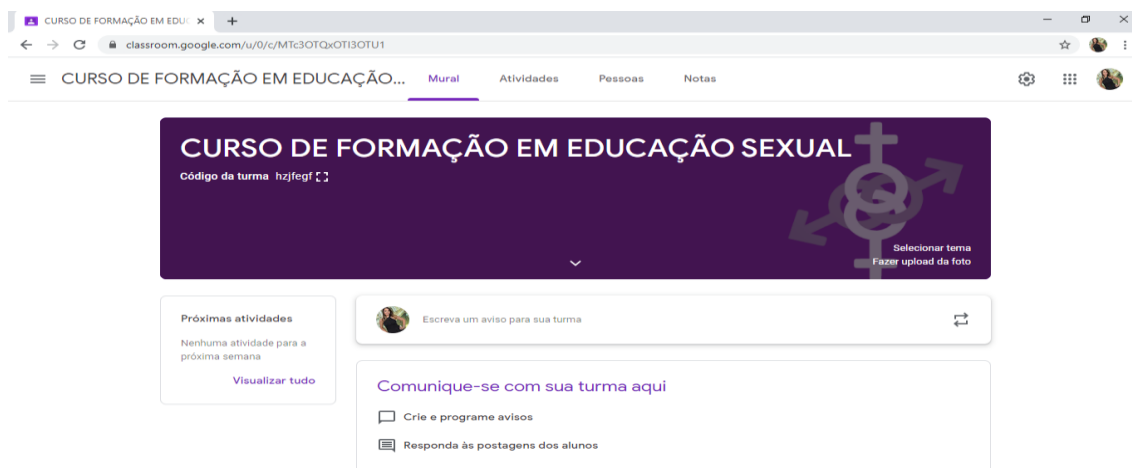 CURSO DE FORMAÇÃO EM EDUC
classroom.google.com/u/0/c/MTc3OTQxOTI3OTU1
CURSO DE FORMAÇÃO EM EDUCAÇÃO... Mural Atividades Pessoas Notas
CURSO DE FORMAÇÃO EM EDUCAÇÃO SEXUAL
Código da turma hzjfegf
Selecionar tema
Fazer upload da foto
Próximas atividades
Nenhuma atividade para a
próxima semana
Visualizar tudo
Escreva um aviso para sua turma
Comunique-se com sua turma aqui
Crie e programe avisos
Responda às postagens dos alunos